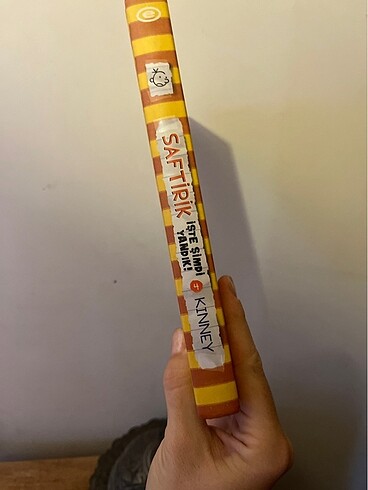 SAFTİRİK
İŞTE ŞİMDİ
YANDIK!
4
KINNEY